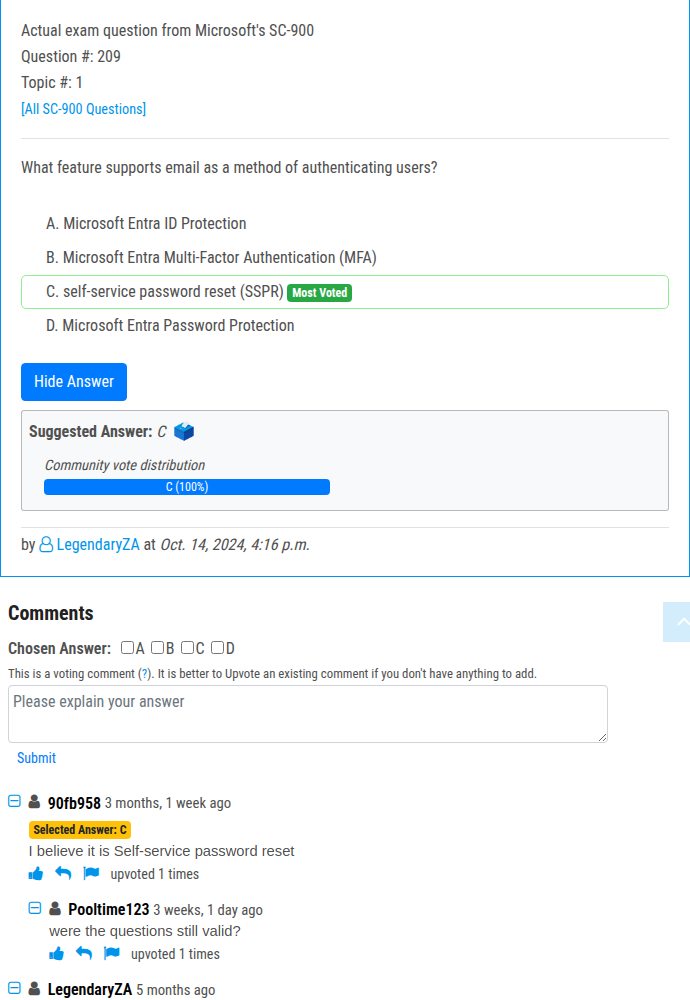 Actual exam question from Microsoft's SC-900
Question #: 209
Topic #: 1
[All SC-900 Questions]
What feature supports email as a method of authenticating users?
A. Microsoft Entra ID Protection
B. Microsoft Entra Multi-Factor Authentication (MFA)
C. self-service password reset (SSPR) Most Voted
D. Microsoft Entra Password Protection
Hide Answer
Suggested Answer: C
Community vote distribution
C (100%)
by LegendaryZA at Oct. 14, 2024, 4:16 p.m.
Comments
Chosen Answer: A B C D
This is a voting comment (?). It is better to Upvote an existing comment if you don't have anything to add.
Please explain your answer
Submit
90fb958 3 months, 1 week ago
Selected Answer: C
I believe it is Self-service password reset
upvoted 1 times
Pooltime123 3 weeks, 1 day ago
were the questions still valid?
upvoted 1 times
LegendaryZA 5 months ago